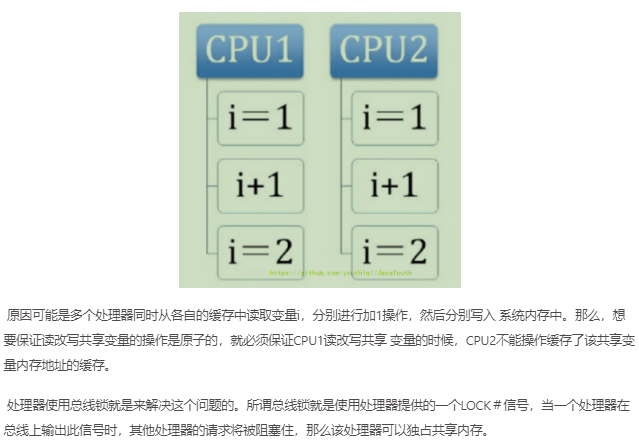 CPU1 CPU2
i＝1 i＝1
i+1 i+1
i＝2 i＝2
原因可能是多个处理器同时从各自的缓存中读取变量i，分别进行加1操作，然后分别写入 系统内存中。那么，想
要保证读改写共享变量的操作是原子的，就必须保证CPU1读改写共享 变量的时候，CPU2不能操作缓存了该共享变
量内存地址的缓存。
处理器使用总线锁就是来解决这个问题的。所谓总线锁就是使用处理器提供的一个LOCK＃信号，当一个处理器在
总线上输出此信号时，其他处理器的请求将被阻塞住，那么该处理器可以独占共享内存。